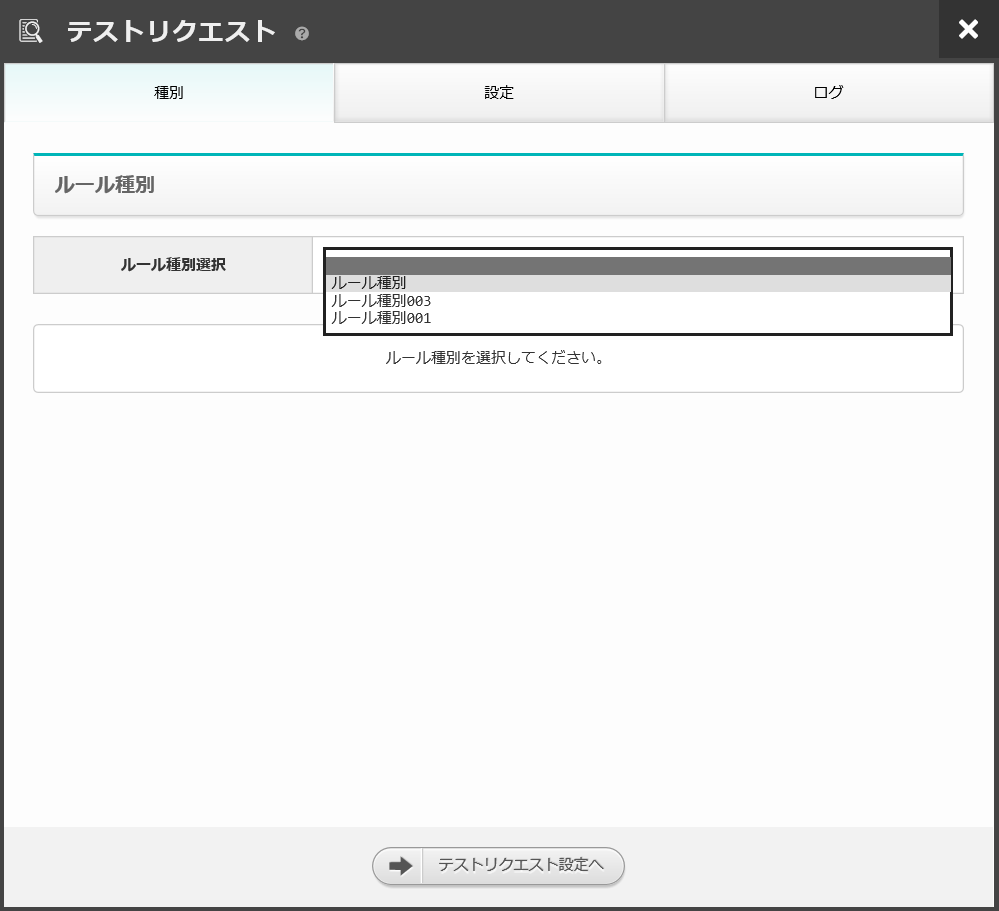 テストリクエスト ?
種別
設定
ログ
ルール種別
ルール種別選択
ルール種別
ルール種別003
ルール種別001
ルール種別を選択してください。
テストリクエスト設定へ